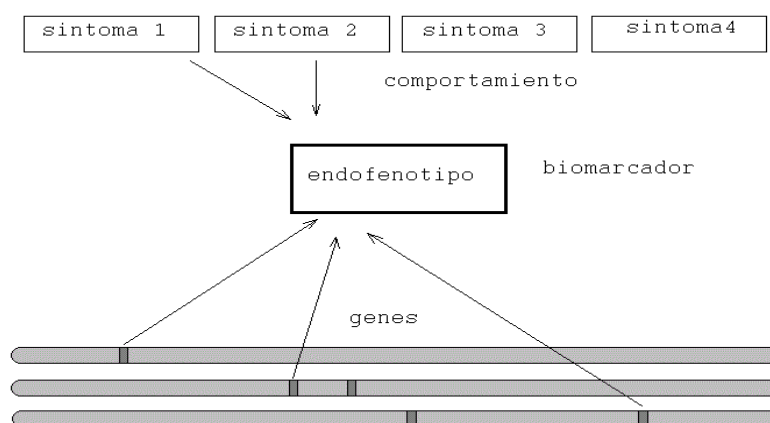 sintoma 1
sintoma 2
sintoma 3
sintoma4
comportamiento
endofenotipo
biomarcador
genes